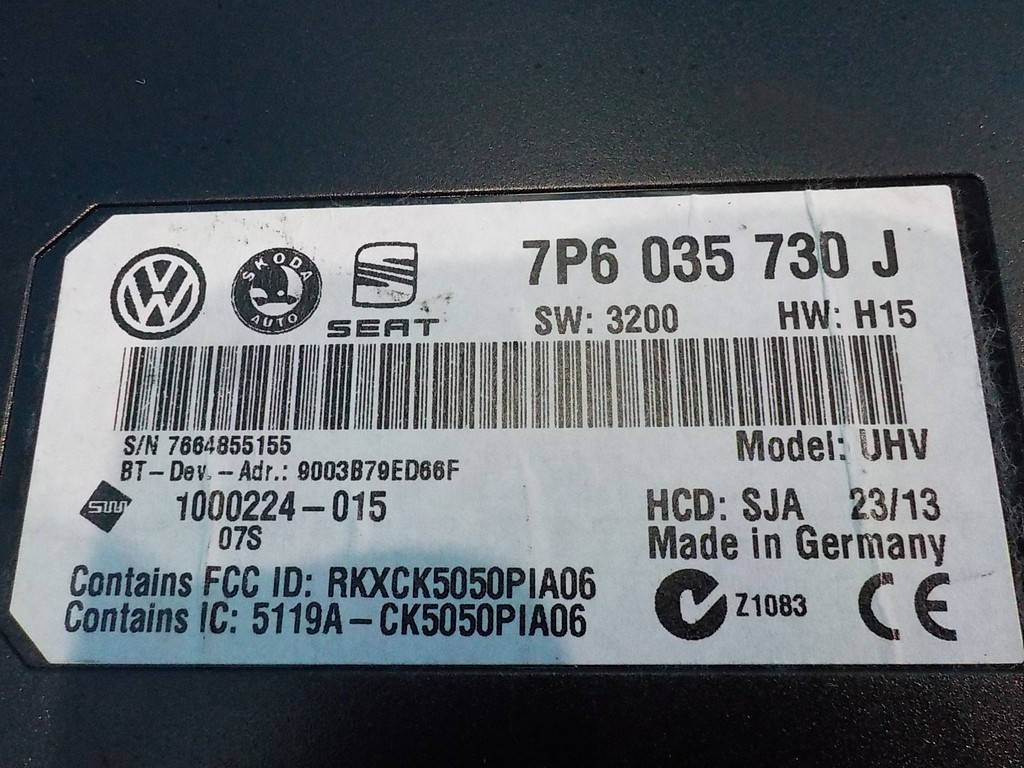 7P6 035 730 J
ŠKODA AUTO
SEAT
SW: 3200 HW: H15
S/N 7664855155
Model: UHV
BT-Dev.-Adr.: 9003B79ED66F
SW 1000224-015
HCD: SJA 23/13
07S
Made in Germany
Contains FCC ID: RKXCK5050PIA06
Contains IC: 5119A-CK5050PIA06
Z1083 CE